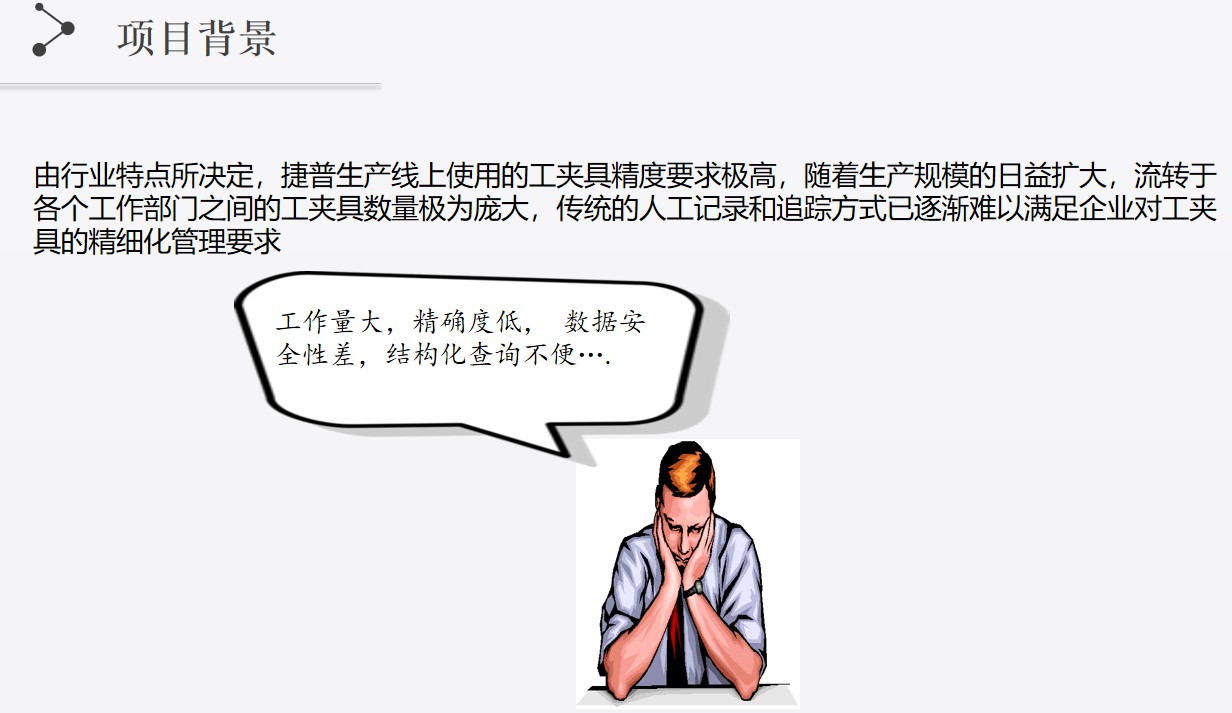 项目背景
由行业特点所决定，捷普生产线上使用的工夹具精度要求极高，随着生产规模的日益扩大，流转于
各个工作部门之间的工夹具数量极为庞大，传统的人工记录和追踪方式已逐渐难以满足企业对工夹
具的精细化管理要求
工作量大，精确度低， 数据安
全性差，结构化查询不便….